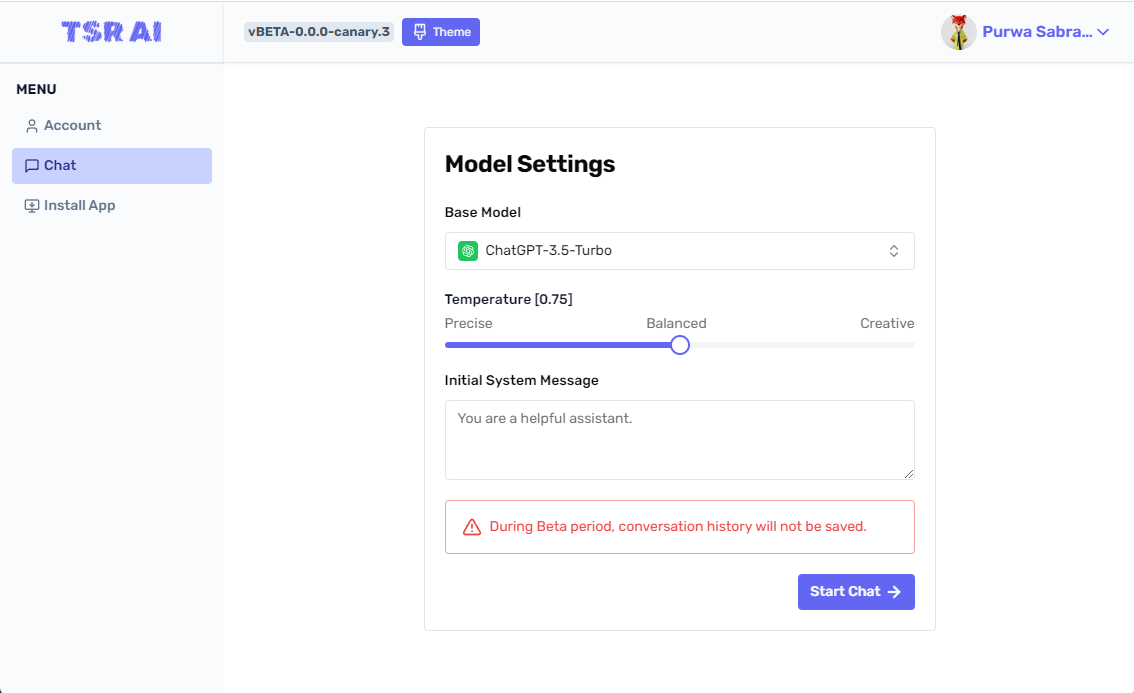 TSR AI
vBETA-0.0.0-canary.3
Theme
Purwa Sabra...
MENU
Account
Chat
Install App
Model Settings
Base Model
ChatGPT-3.5-Turbo
Temperature [0.75]
Precise Balanced Creative
Initial System Message
You are a helpful assistant.
During Beta period, conversation history will not be saved.
Start Chat